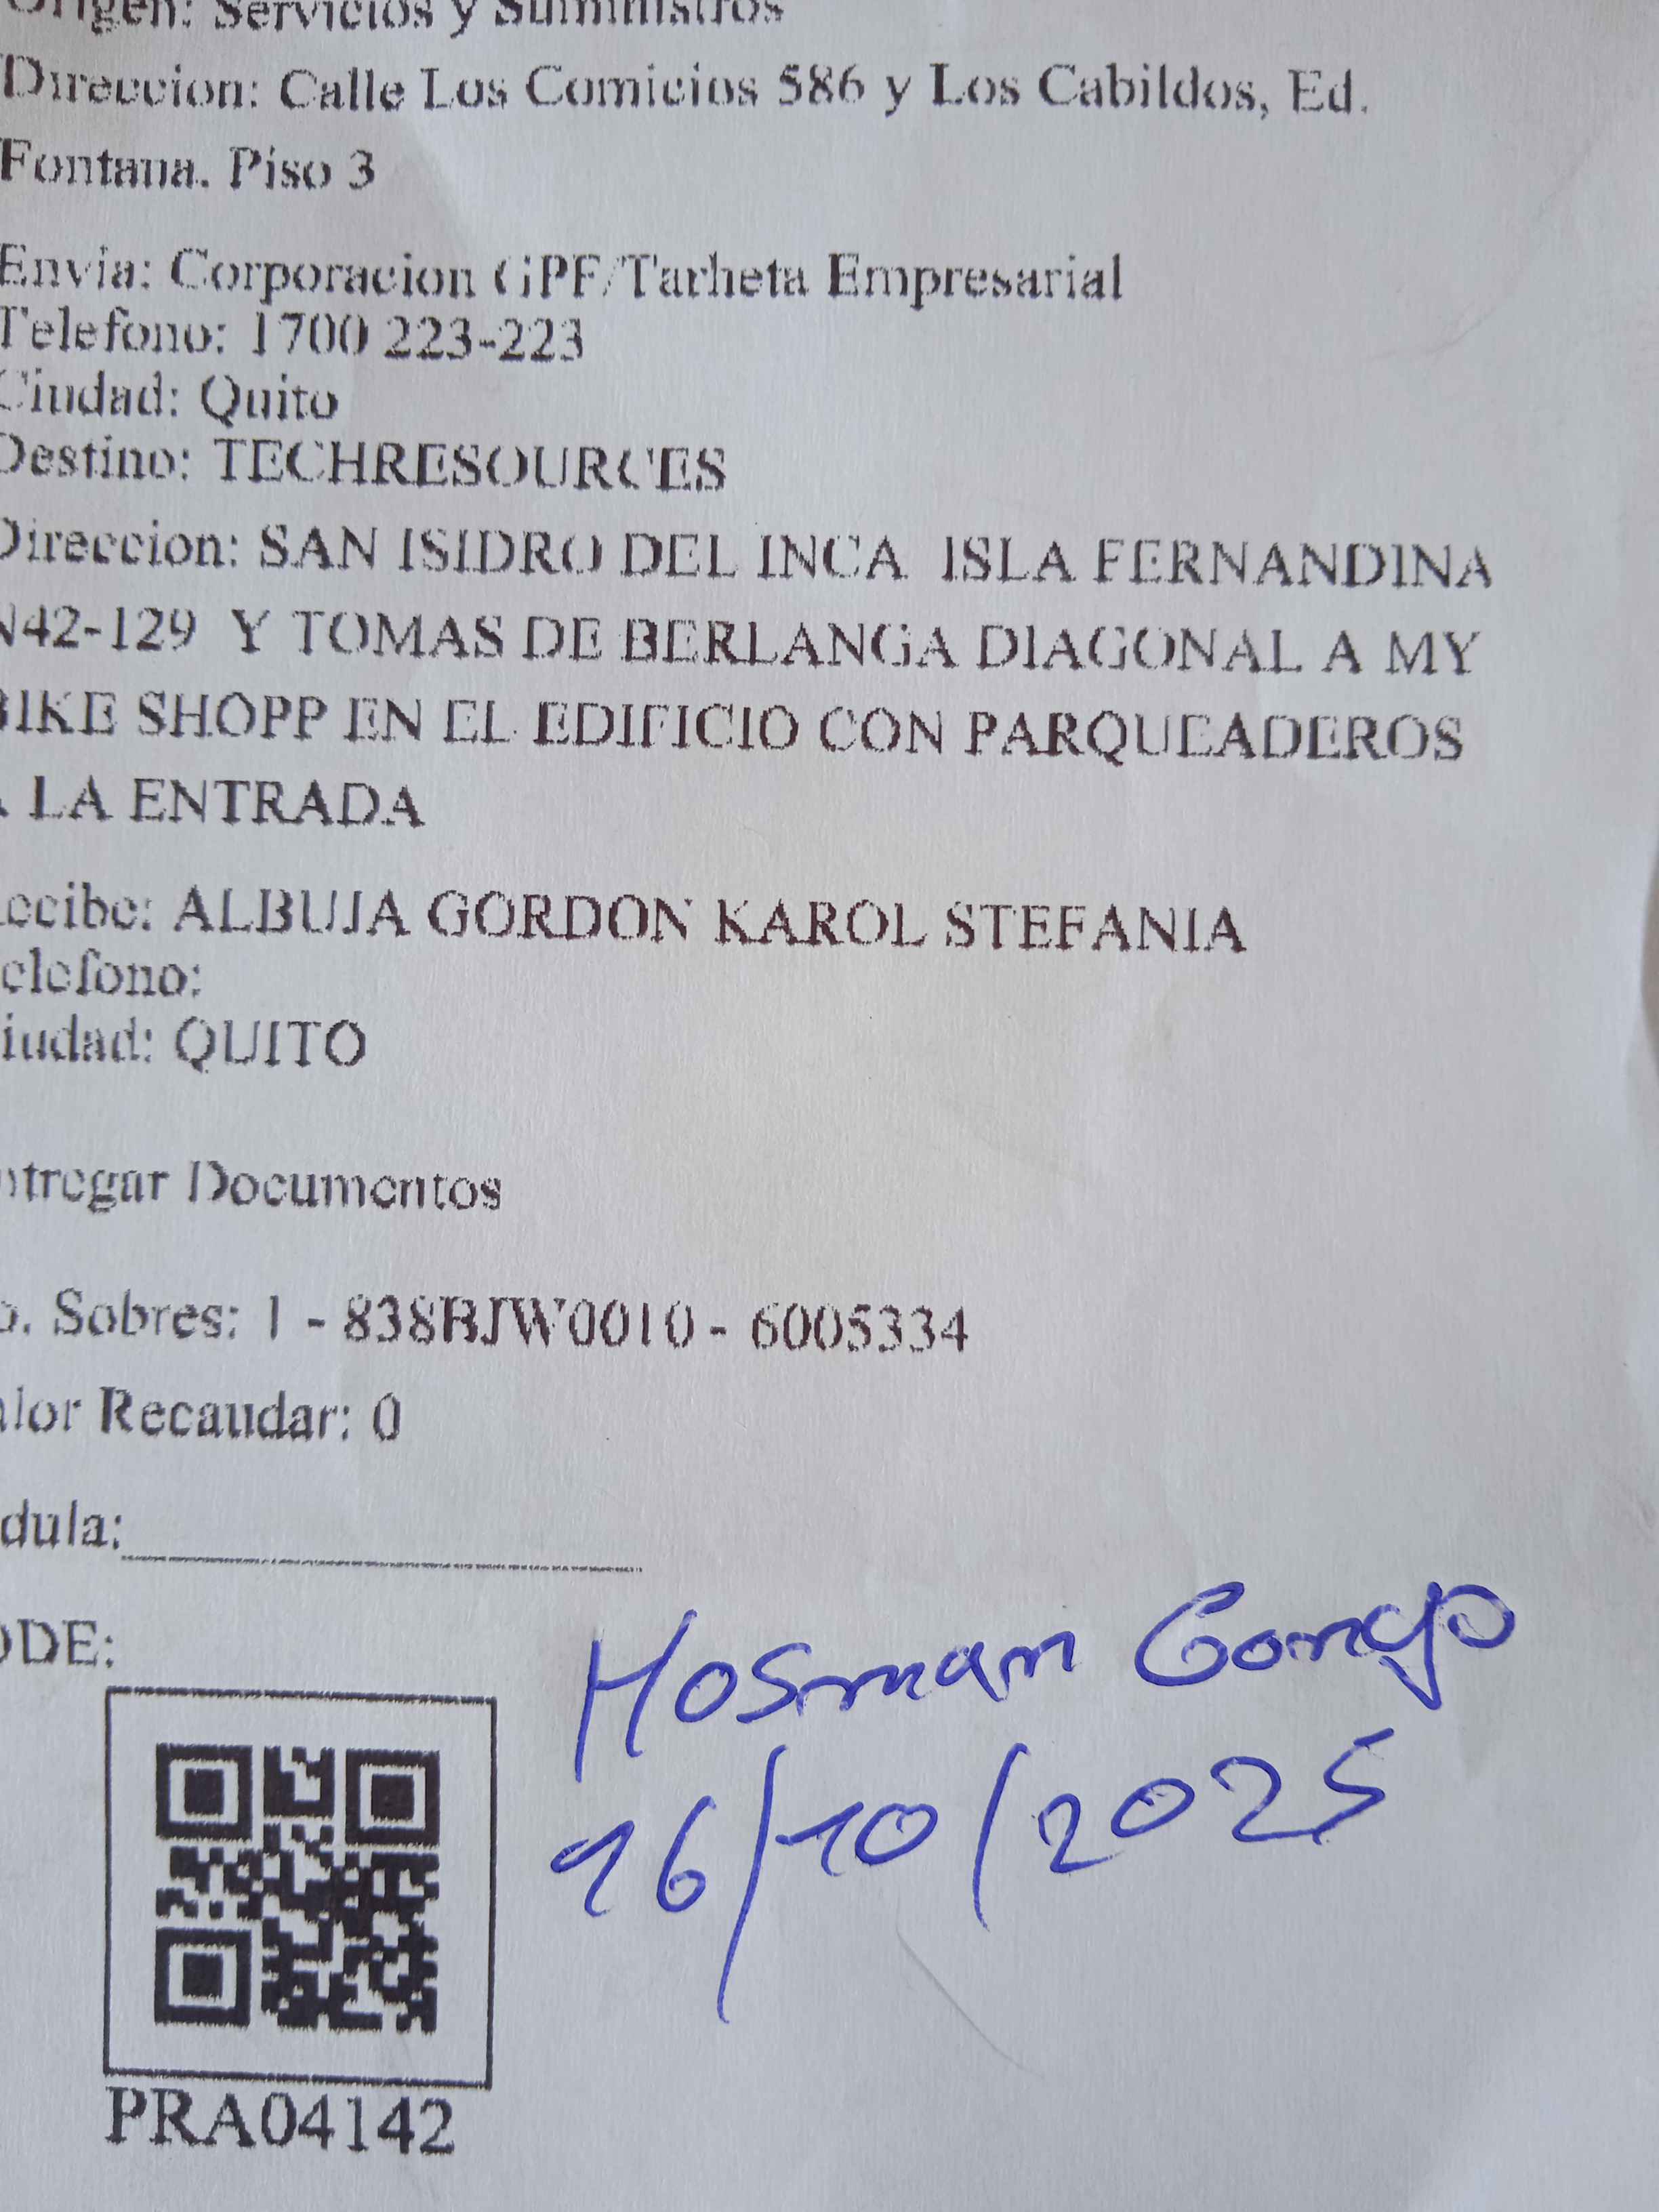 Origen: Servicios y Suministros
Direccion: Calle Los Comicios 586 y Los Cabildos, Ed.
Fontana. Piso 3
Envia: Corporacion GPF/Tarheta Empresarial
Telefono: 1700 223-223
Ciudad: Quito
Destino: TECHRESOURCES
Direccion: SAN ISIDRO DEL INCA ISLA FERNANDINA
N42-129 Y TOMAS DE BERLANGA DIAGONAL A MY
BIKE SHOPP EN EL EDIFICIO CON PARQUEADEROS
A LA ENTRADA
ecibe: ALBUJA GORDON KAROL STEFANIA
elefono:
iudad: QUITO
ntregar Documentos
o. Sobres: 1 - 838BJW0010 - 6005334
alor Recaudar: 0
dula:
ODE:
Hosman
16/10/2025
PRA04142